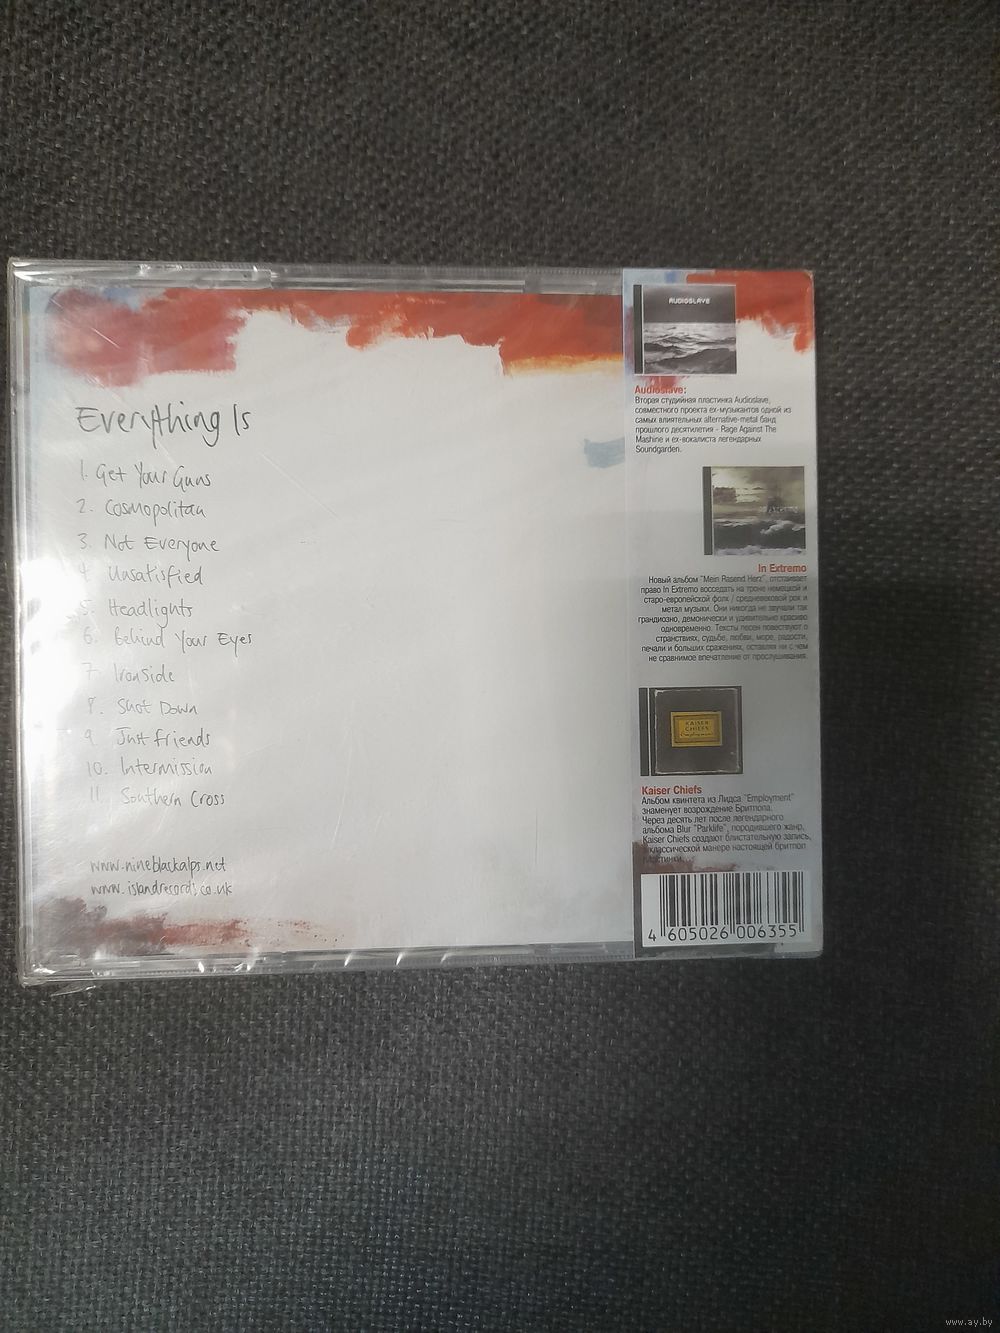 Everything Is
1. Get Your Guns
2. Cosmopolitan
3. Not Everyone
4. Unsatisfied
5. Headlights
6. Behind Your Eyes
7. Ironside
8. Shot Down
9. Just friends
10. Intermission
11. Southern Cross
www.nineblackalps.net
www.islandrecords.co.uk
AUDIOSLAVE
Audioslave:
Вторая студийная пластинка Audioslave,
совместного проекта ех-музыкантов одной из
самых влиятельных alternative-metal банд
прошлого десятилетия - Rage Against The
Mashine и ех-вокалиста легендарных
Soundgarden.
In Extremo
Новый альбом "Mein Rasend Herz", отстаивает
право In Extremo восседать на троне немецкой и
старо-европейской фолк / средневековой рок и
метал музыки. Они никогда не звучали так
грандиозно, демонически и удивительно красиво
одновременно. Тексты песен повествуют о
странствиях, судьбе, любви, море, радости,
печали и больших сражениях, оставляя ни с чем
не сравнимое впечатление от прослушивания.
KAISER
CHIEFS
Employment
Kaiser Chiefs
Альбом квинтета из Лидса "Employment"
знаменует возрождение Бритпопа.
Через десять лет после легендарного
альбома Blur "Parklife", породившего жанр,
Kaiser Chiefs создают блистательную запись
в классической манере настоящей бритпоп
пластинки.
4 605026 006355
www.ay.by